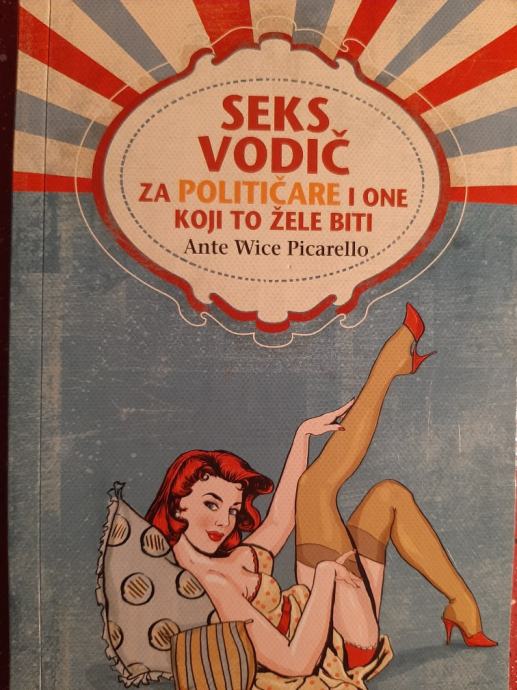 SEKS
VODIČ
ZA POLITIČARE I ONE
KOJI TO ŽELE BITI
Ante Wice Picarello